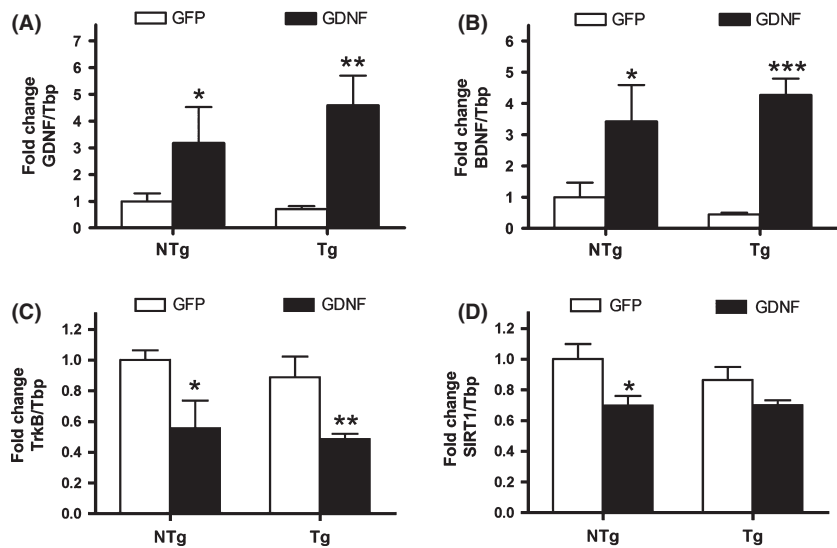 (A)
GFP
GDNF
Fold change
GDNF/Tbp
7
6
5
4
3
2
1
0
*
**
NTg
Tg
(B)
GFP
GDNF
Fold change
BDNF/Tbp
6
5
4
3
2
1
0
*
***
NTg
Tg
(C)
GFP
GDNF
Fold change
TrkB/Tbp
1.2
1.0
0.8
0.6
0.4
0.2
0.0
*
**
NTg
Tg
(D)
GFP
GDNF
Fold change
SIRT1/Tbp
1.2
1.0
0.8
0.6
0.4
0.2
0.0
*
NTg
Tg